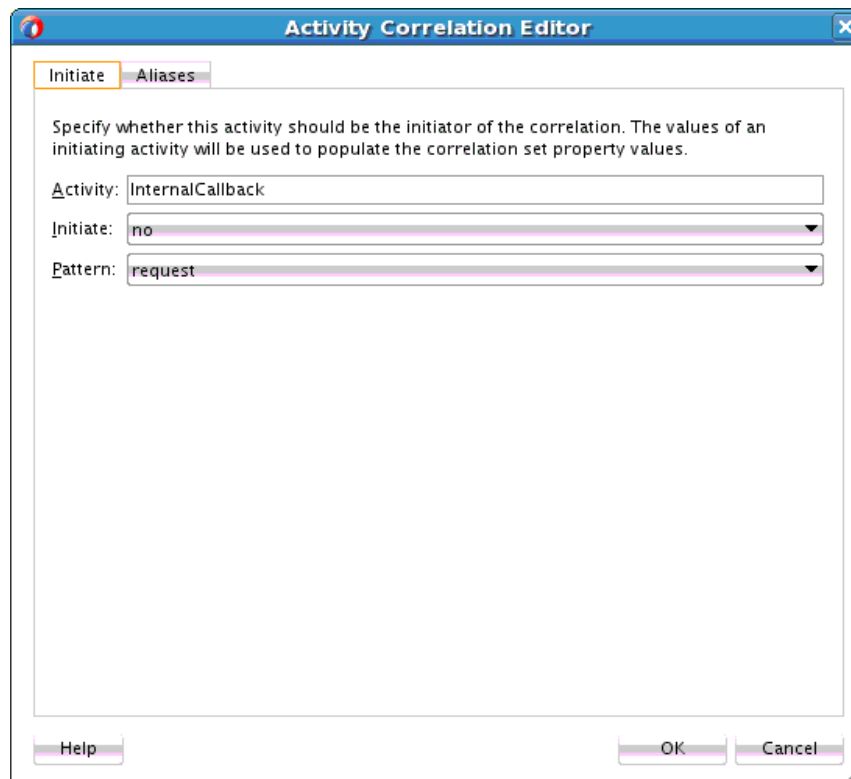 Activity Correlation Editor
Initiate
Aliases
Specify whether this activity should be the initiator of the correlation. The values of an
initiating activity will be used to populate the correlation set property values.
Activity: InternalCallback
Initiate: no
Pattern: request
Help
OK
Cancel